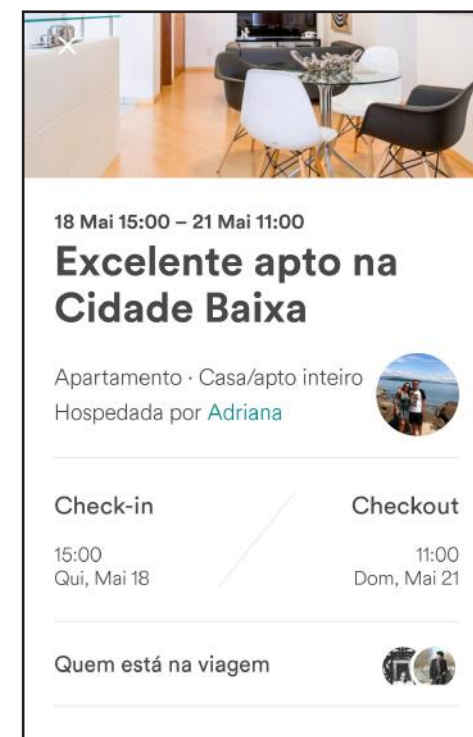 18 Mai 15:00 – 21 Mai 11:00
Excelente apto na
Cidade Baixa
Apartamento · Casa/apto inteiro
Hospedada por Adriana
Check-in
Checkout
15:00
Qui, Mai 18
11:00
Dom, Mai 21
Quem está na viagem